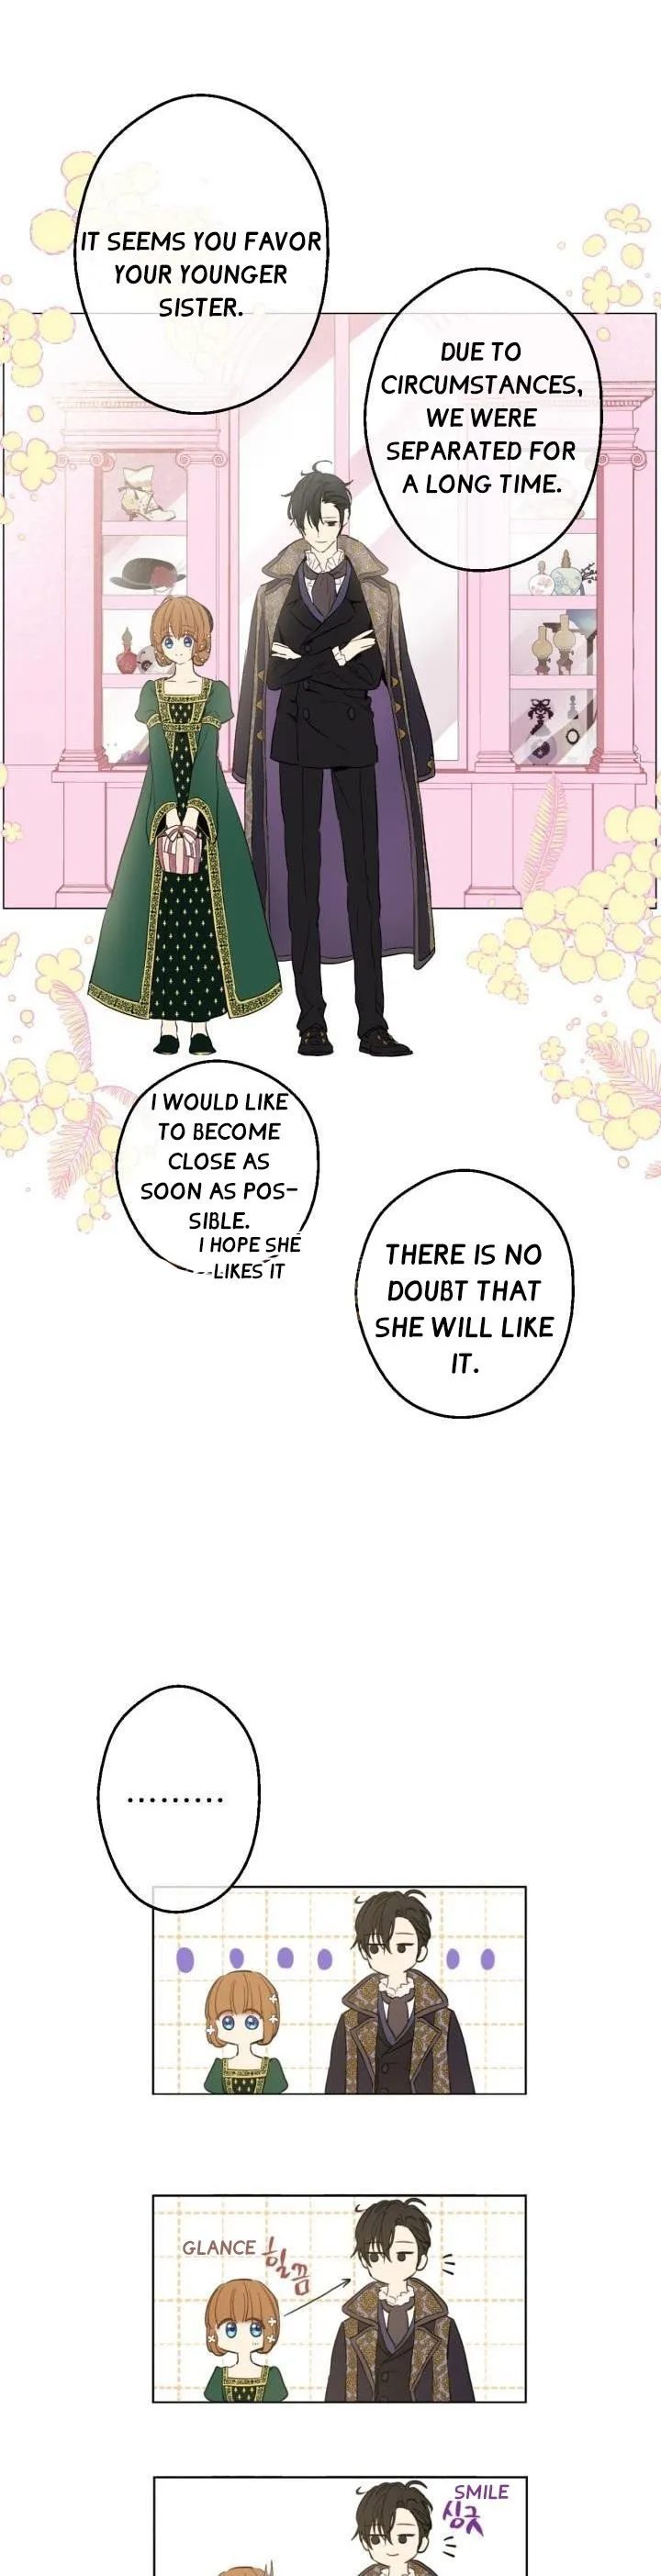 IT SEEMS YOU FAVOR
YOUR YOUNGER
SISTER.
DUE TO
CIRCUMSTANCES,
WE WERE
SEPARATED FOR
A LONG TIME.
I WOULD LIKE
TO BECOME
CLOSE AS
SOON AS POS-
SIBLE.
I HOPE SHE
LIKES IT
THERE IS NO
DOUBT THAT
SHE WILL LIKE
IT.
.........
GLANCE 힐끔
SMILE
싱긋